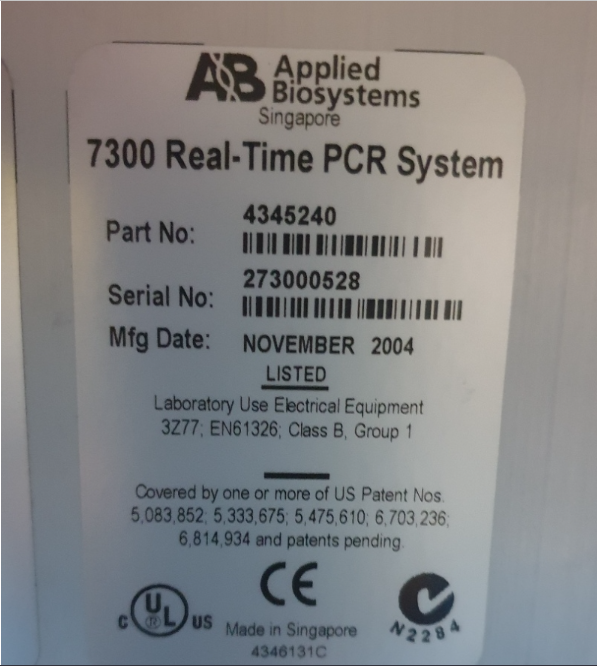 AB Applied
Biosystems
Singapore
7300 Real-Time PCR System
Part No: 4345240
Serial No: 273000528
Mfg Date: NOVEMBER 2004
LISTED
Laboratory Use Electrical Equipment
3Z77; EN61326; Class B, Group 1
Covered by one or more of US Patent Nos.
5,083,852; 5,333,675; 5,475,610; 6,703,236;
6,814,934 and patents pending.
C UL ® US
CE
Made in Singapore
4346131C
N2284